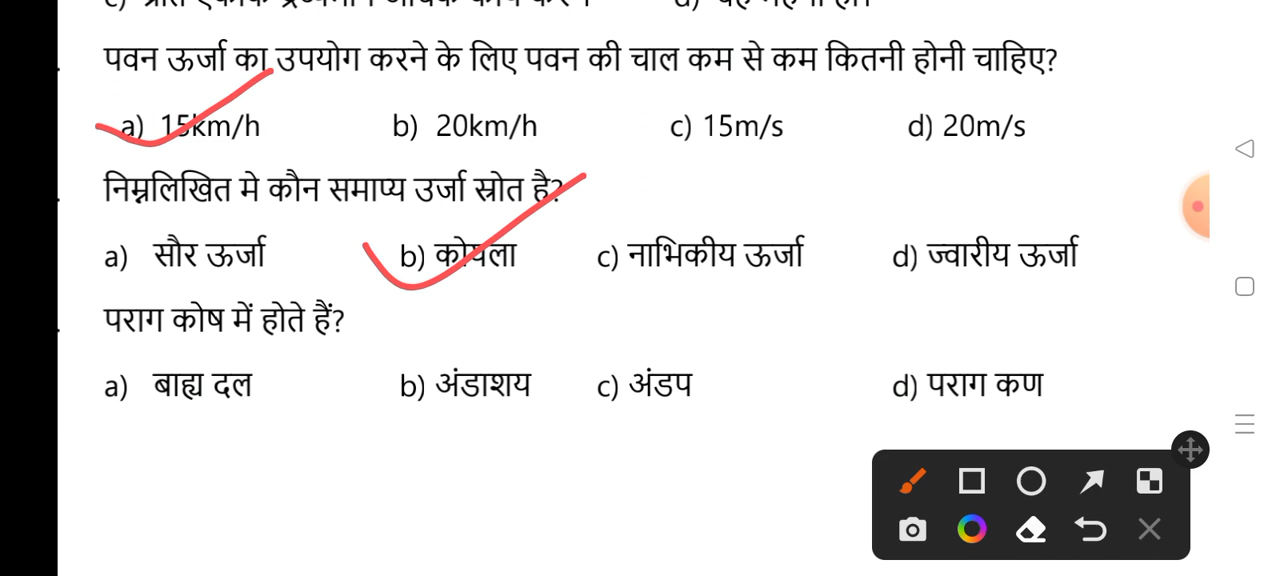 पवन ऊर्जा का उपयोग करने के लिए पवन की चाल कम से कम कितनी होनी चाहिए?
a) 15km/h b) 20km/h c) 15m/s d) 20m/s
निम्नलिखित मे कौन समाप्य उर्जा स्रोत है?
a) सौर ऊर्जा b) कोयला c) नाभिकीय ऊर्जा d) ज्वारीय ऊर्जा
पराग कोष में होते हैं?
a) बाह्य दल b) अंडाशय c) अंडप d) पराग कण